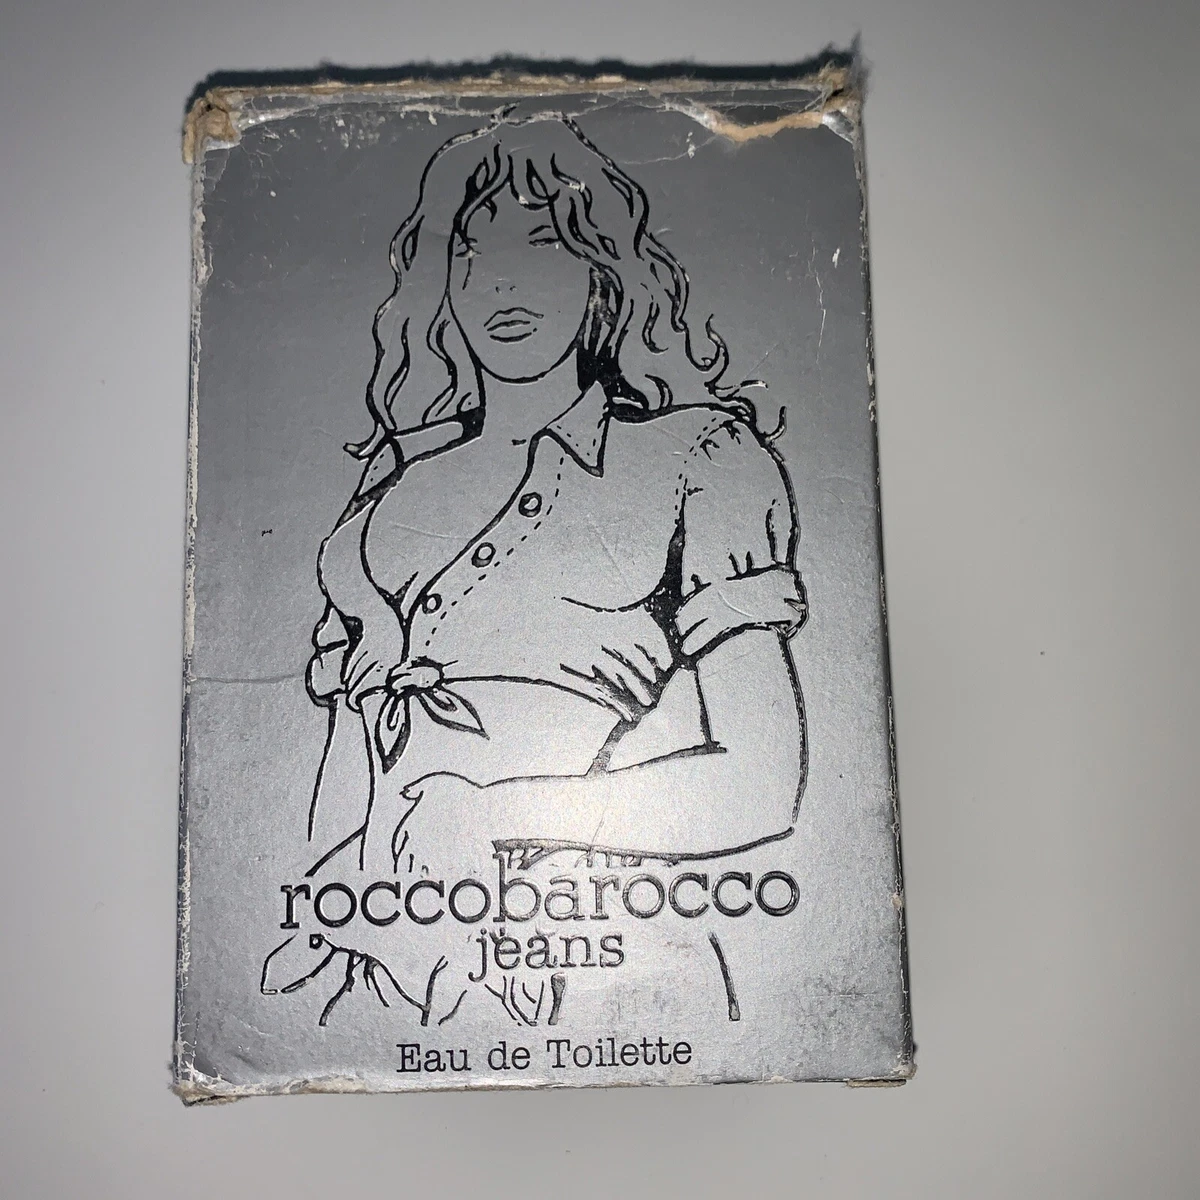 roccobarocco
jeans
Eau de Toilette